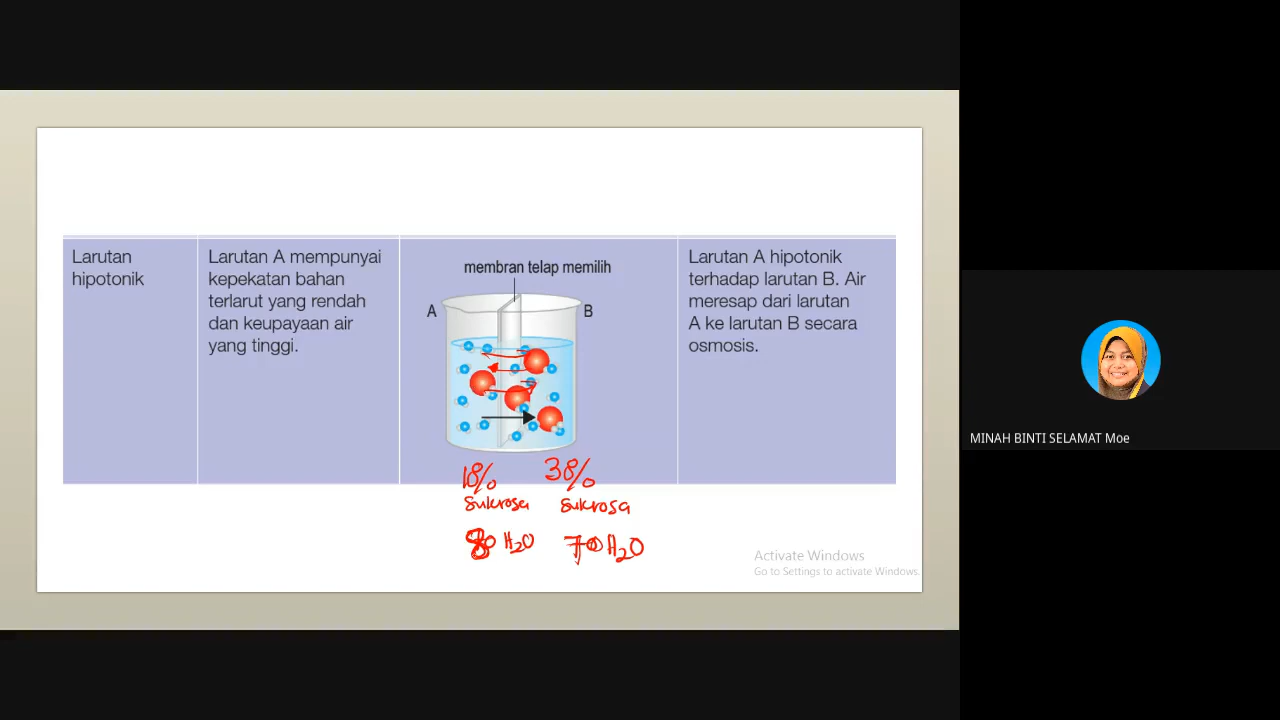 Larutan
hipotonik
Larutan A mempunyai
kepekatan bahan
terlarut yang rendah
dan keupayaan air
yang tinggi.
membran telap memilih
A
B
Larutan A hipotonik
terhadap larutan B. Air
meresap dari larutan
A ke larutan B secara
osmosis.
sukrosa
sukrosa
80 H₂O
70 H₂O
Activate Windows
Go to Settings to activate Windows.
MINAH BINTI SELAMAT Moe